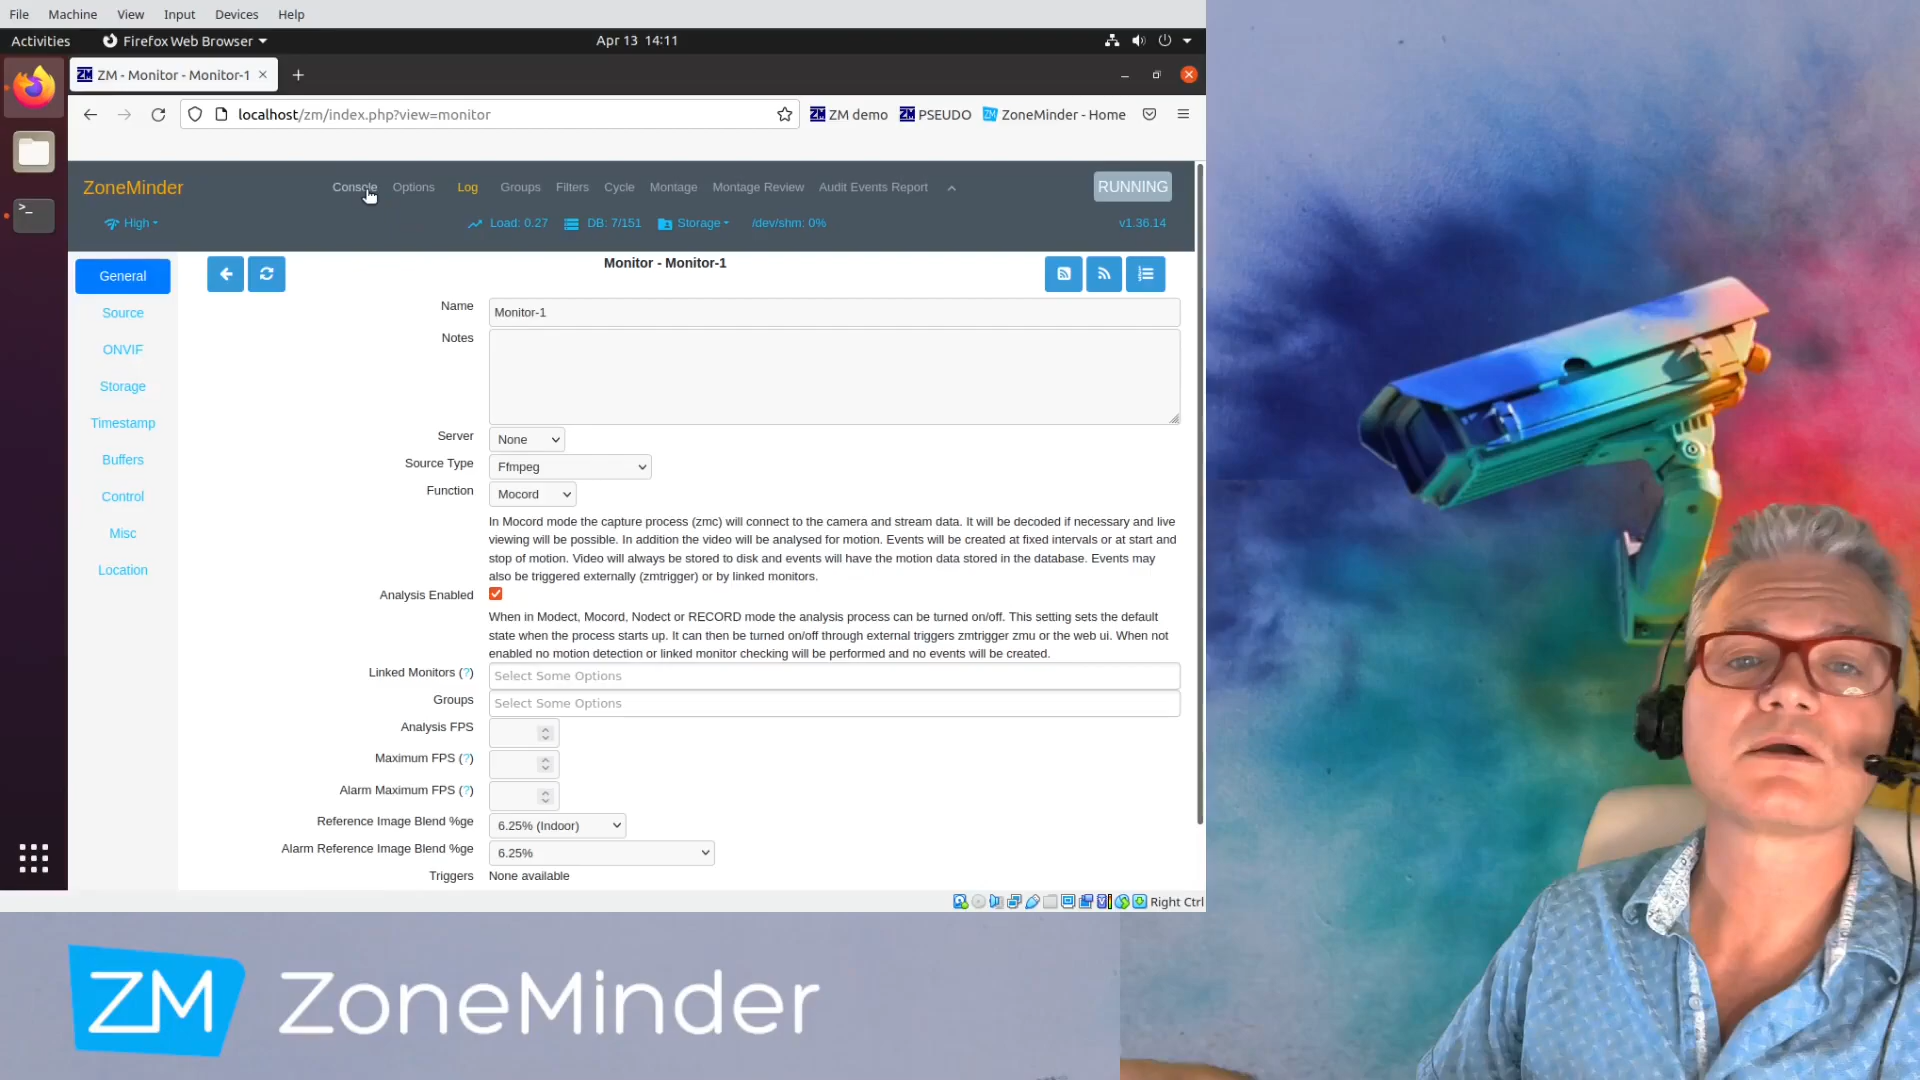 File Machine View Input Devices Help
Activities Firefox Web Browser Apr 13 14:11
ZM ZM - Monitor - Monitor-1 × +
localhost/zm/index.php?view=monitor ZM ZM demo ZM PSEUDO ZM ZoneMinder - Home
ZoneMinder Console Options Log Groups Filters Cycle Montage Montage Review Audit Events Report RUNNING
High Load: 0.27 DB: 7/151 Storage /dev/shm: 0% v1.36.14
General
Source
ONVIF
Storage
Timestamp
Buffers
Control
Misc
Location
Monitor - Monitor-1
Name Monitor-1
Notes
Server None
Source Type Ffmpeg
Function Mocord
In Mocord mode the capture process (zmc) will connect to the camera and stream data. It will be decoded if necessary and live
viewing will be possible. In addition the video will be analysed for motion. Events will be created at fixed intervals or at start and
stop of motion. Video will always be stored to disk and events will have the motion data stored in the database. Events may
also be triggered externally (zmtrigger) or by linked monitors.
Analysis Enabled
When in Modect, Mocord, Nodect or RECORD mode the analysis process can be turned on/off. This setting sets the default
state when the process starts up. It can then be turned on/off through external triggers zmtrigger zmu or the web ui. When not
enabled no motion detection or linked monitor checking will be performed and no events will be created.
Linked Monitors (?) Select Some Options
Groups Select Some Options
Analysis FPS
Maximum FPS (?)
Alarm Maximum FPS (?)
Reference Image Blend %ge 6.25% (Indoor)
Alarm Reference Image Blend %ge 6.25%
Triggers None available
Right Ctrl
ZM ZoneMinder